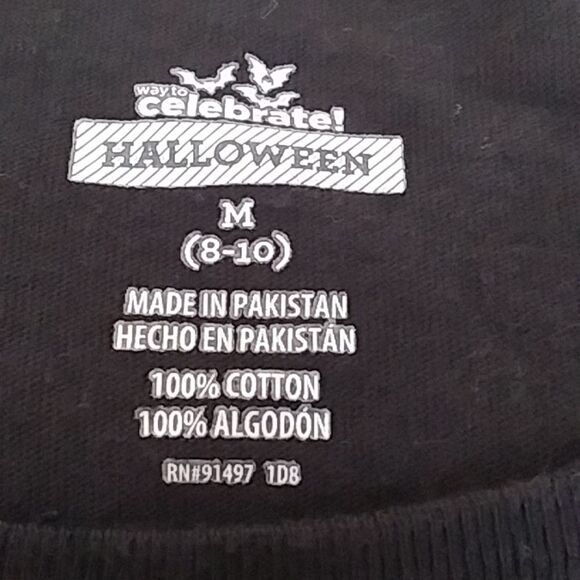 way to
celebrate!
HALLOWEEN
M
(8-10)
MADE IN PAKISTAN
HECHO EN PAKISTÁN
100% COTTON
100% ALGODÓN
RN#91497 1D8